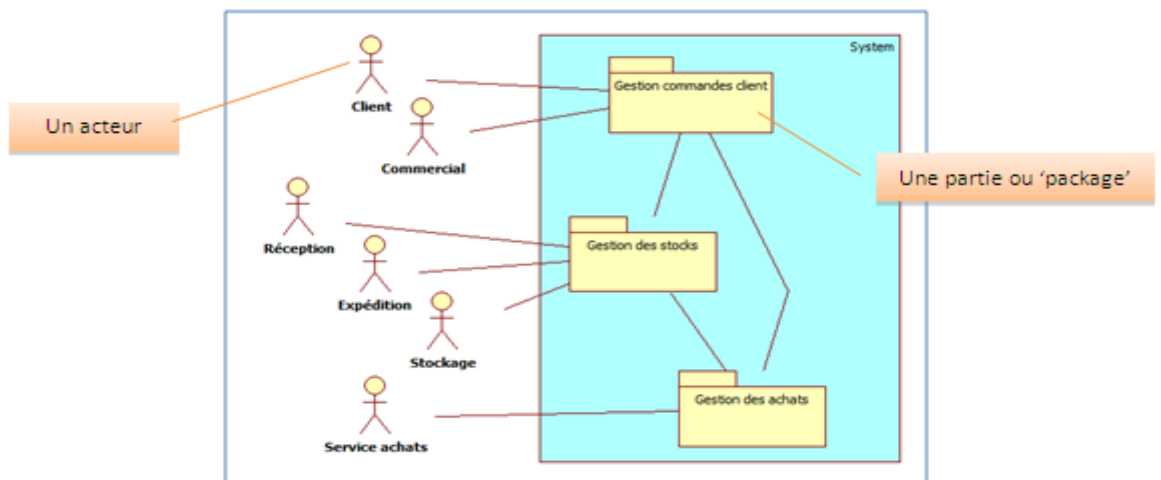 System
Gestion commandes client
Client
Un acteur
Commercial
Une partie ou ‘package’
Réception
Gestion des stocks
Expédition
Stockage
Gestion des achats
Service achats